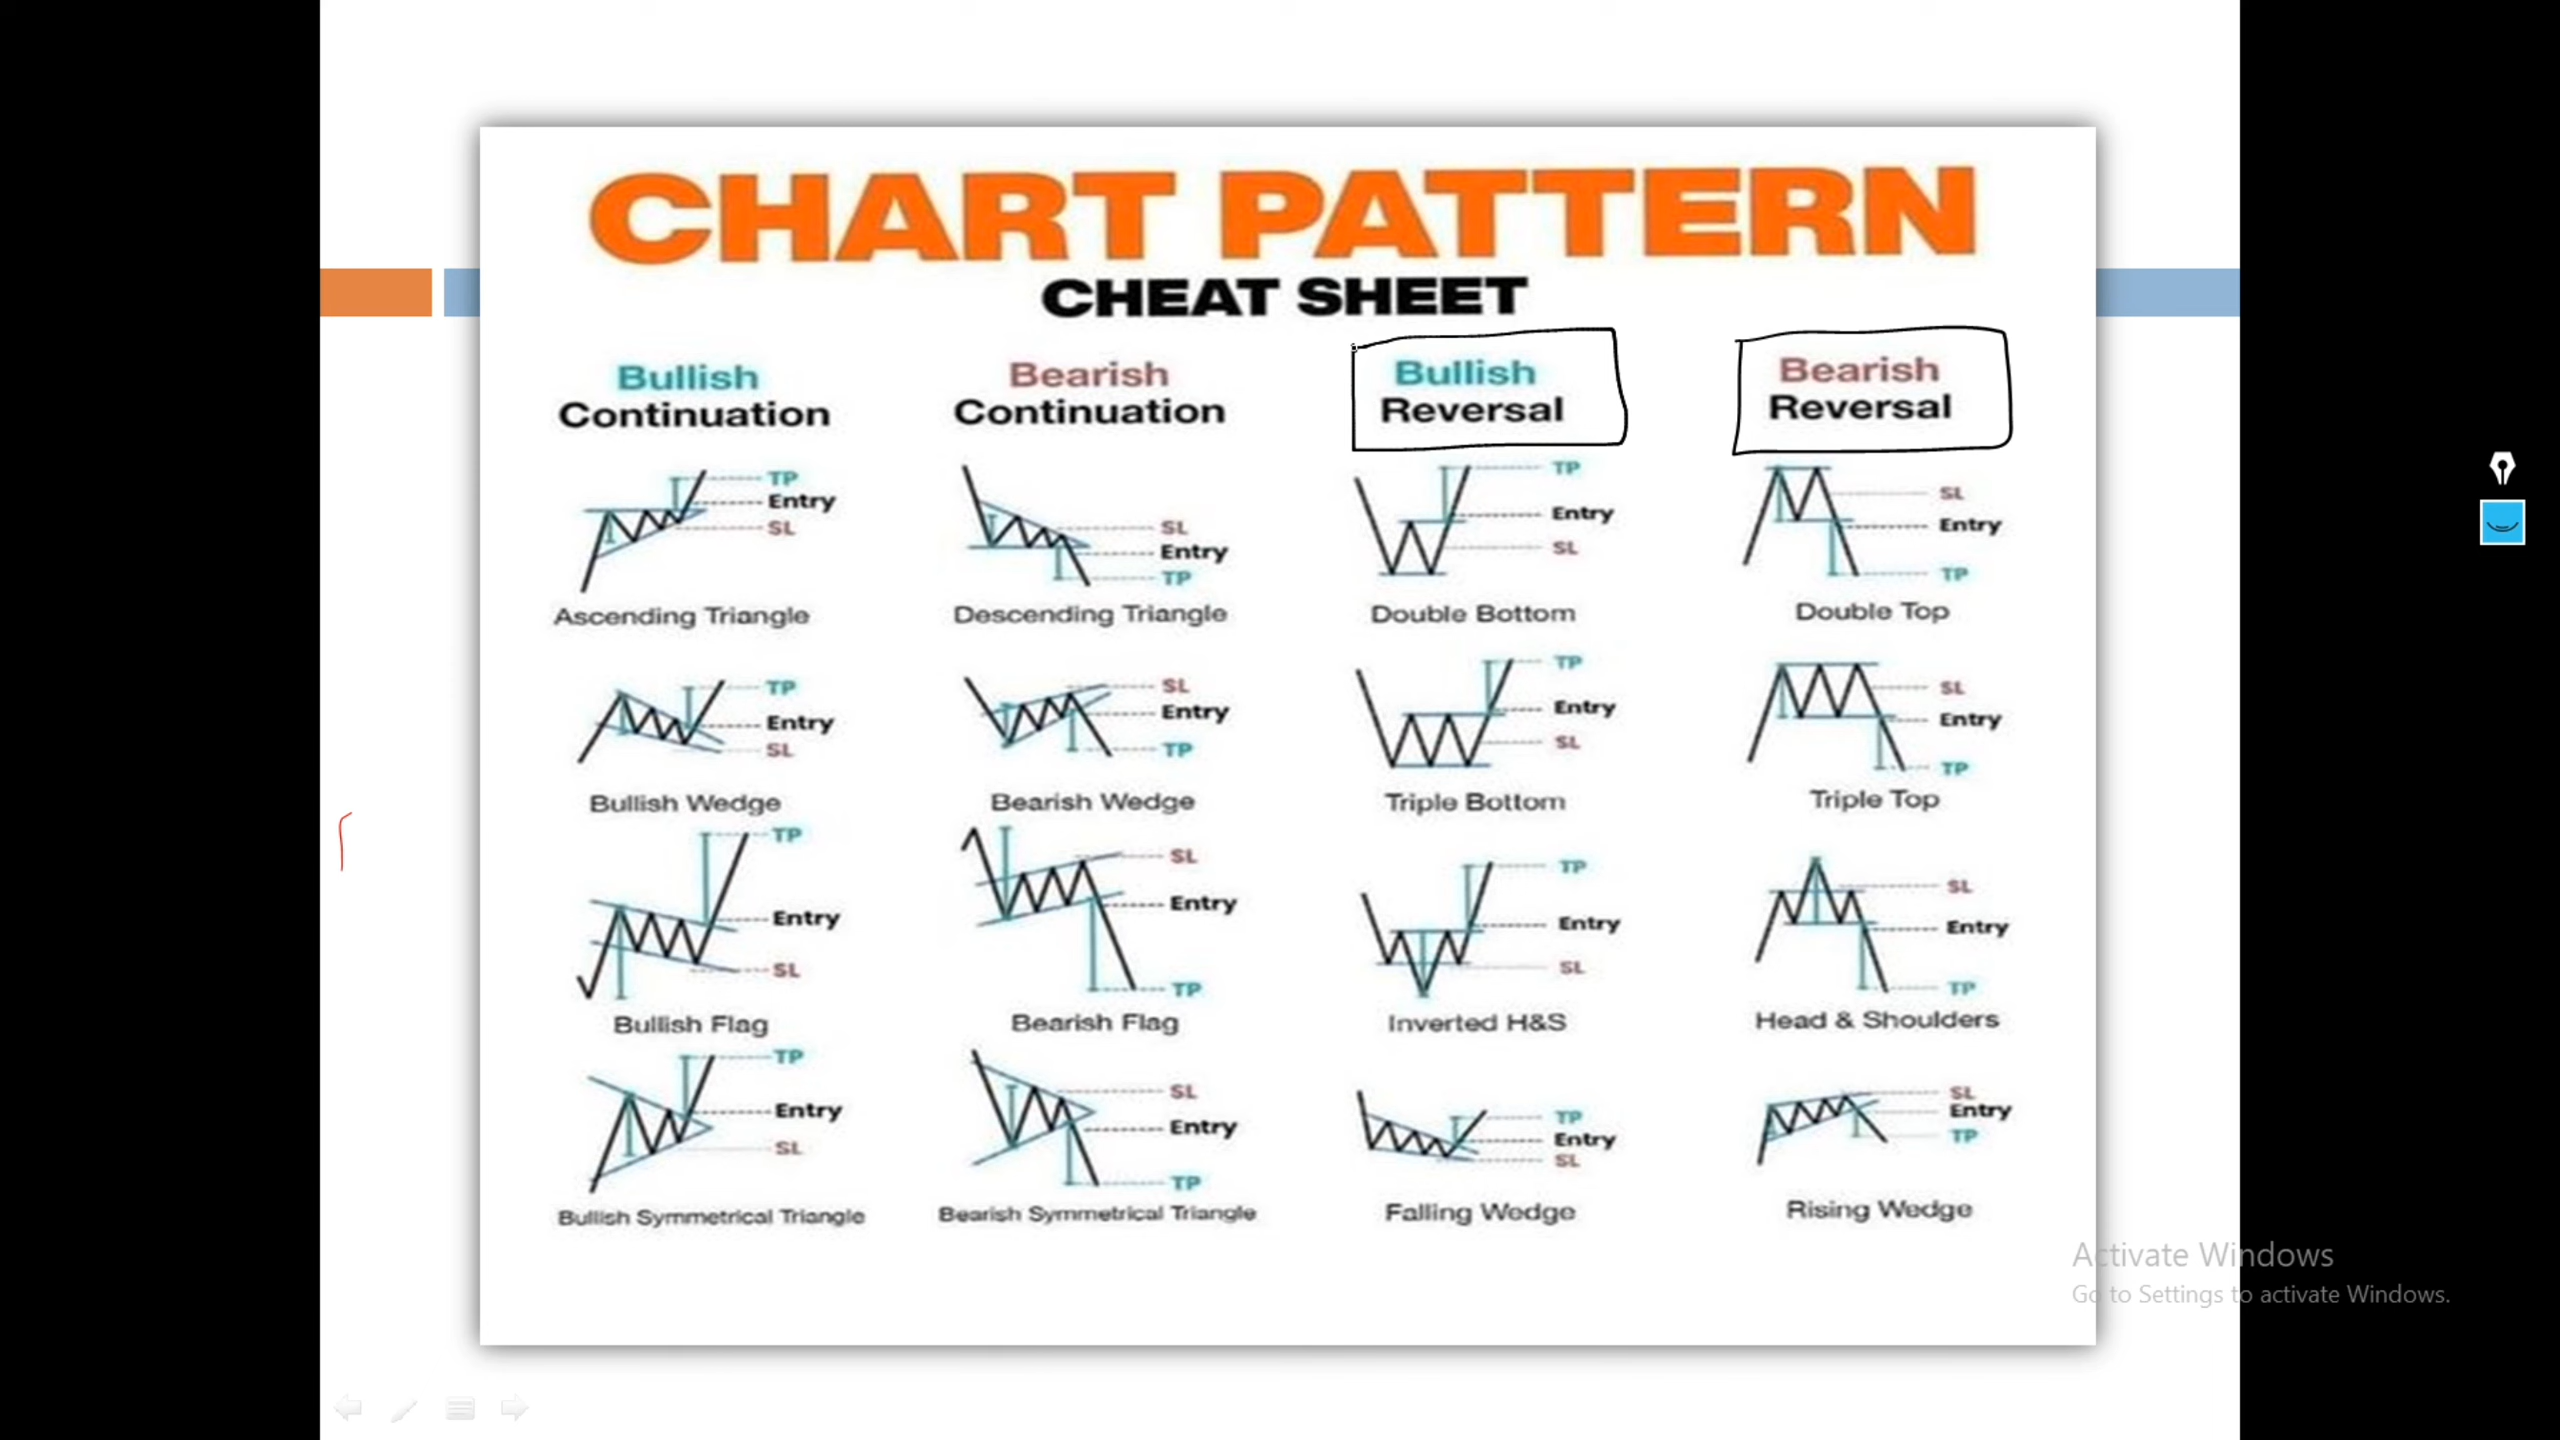 CHART PATTERN
CHEAT SHEET
Bullish
Continuation
Bearish
Continuation
Bullish
Reversal
Bearish
Reversal
TP
Entry
SL
Ascending Triangle
SL
Entry
TP
Descending Triangle
TP
Entry
SL
Double Bottom
SL
Entry
TP
Double Top
TP
Entry
SL
Bullish Wedge
SL
Entry
TP
Bearish Wedge
TP
Entry
SL
Triple Bottom
SL
Entry
TP
Triple Top
TP
Entry
SL
Bullish Flag
SL
Entry
TP
Bearish Flag
TP
Entry
SL
Inverted H&S
SL
Entry
TP
Head & Shoulders
TP
Entry
SL
Bullish Symmetrical Triangle
SL
Entry
TP
Bearish Symmetrical Triangle
TP
Entry
SL
Falling Wedge
SL
Entry
TP
Rising Wedge
Activate Windows
Go to Settings to activate Windows.